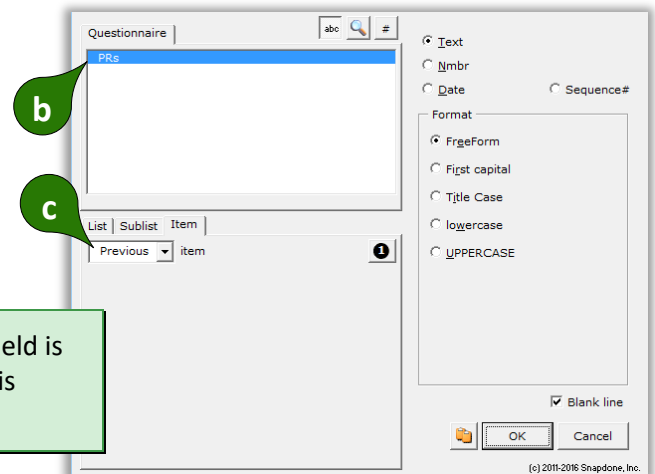 Questionnaire
abc
#
PRs
b
c
List
Sublist
Item
Previous
item
1
Text
Nmbr
Date
Sequence#
Format
FreeForm
First capital
Title Case
lowercase
UPPERCASE
eld is
is
Blank line
OK
Cancel
(c) 2011-2016 Snapdone, Inc.